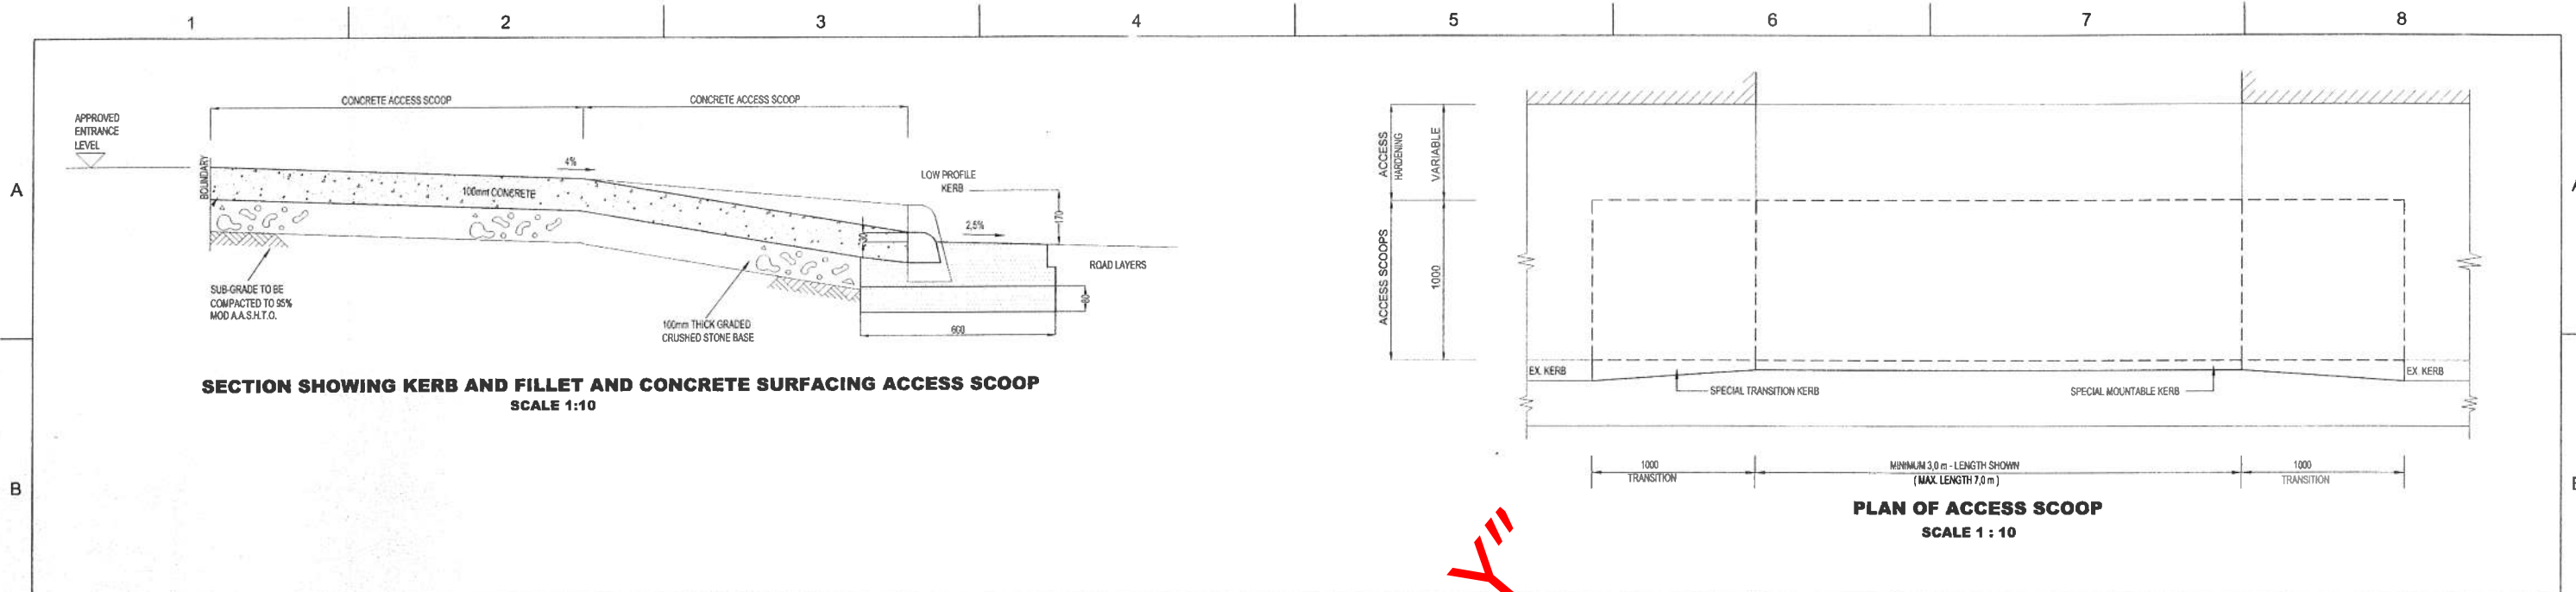 1 2 3 4 5 6 7 8
A
B
CONCRETE ACCESS SCOOP
CONCRETE ACCESS SCOOP
APPROVED
ENTRANCE
LEVEL
BOUNDARY
4%
100mm CONCRETE
LOW PROFILE
KERB
170
2,5%
30
ROAD LAYERS
80
600
SUB-GRADE TO BE
COMPACTED TO 95%
MOD A.A.S.H.T.O.
100mm THICK GRADED
CRUSHED STONE BASE
SECTION SHOWING KERB AND FILLET AND CONCRETE SURFACING ACCESS SCOOP
SCALE 1:10
ACCESS
HARDENING
VARIABLE
ACCESS SCOOPS
1000
EX. KERB
EX. KERB
SPECIAL TRANSITION KERB
SPECIAL MOUNTABLE KERB
1000
TRANSITION
MINIMUM 3,0 m - LENGTH SHOWN
( MAX. LENGTH 7,0 m )
1000
TRANSITION
PLAN OF ACCESS SCOOP
SCALE 1 : 10
Y"